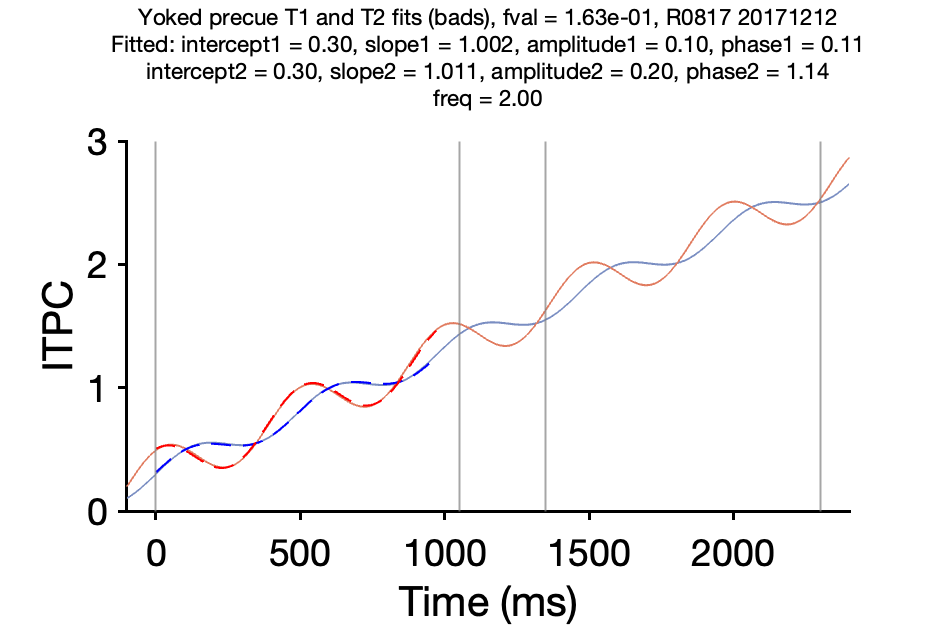 Yoked precue T1 and T2 fits (bads), fval = 1.63e-01, R0817 20171212
Fitted: intercept1 = 0.30, slope1 = 1.002, amplitude1 = 0.10, phase1 = 0.11
intercept2 = 0.30, slope2 = 1.011, amplitude2 = 0.20, phase2 = 1.14
freq = 2.00
3
2
1
0
ITPC
0 500 1000 1500 2000
Time (ms)